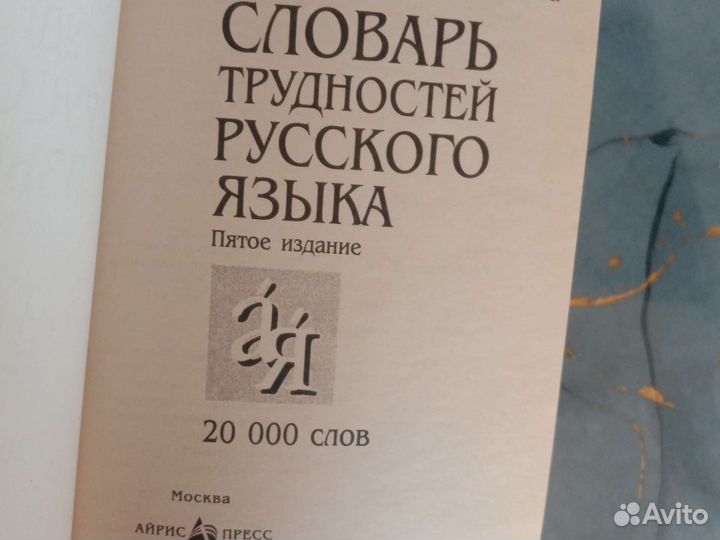 СЛОВАРЬ
ТРУДНОСТЕЙ
РУССКОГО
ЯЗЫКА
Пятое издание
а́я́
20 000 слов
Москва
АЙРИС ПРЕСС
Avito